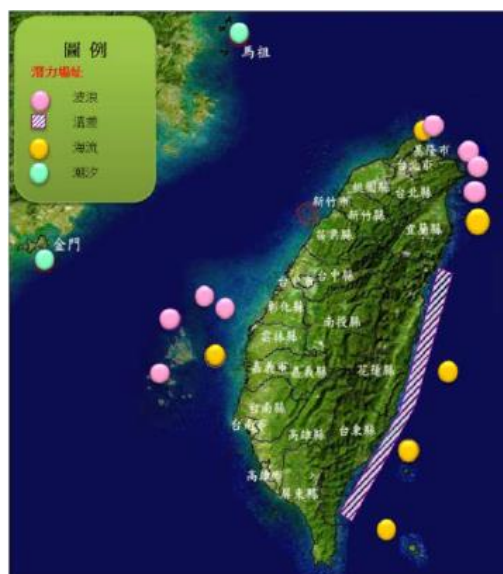 圖 例
潛力場址
波浪
溫差
海流
潮汐
馬祖
金門
基隆市
台北市
台北縣
桃園縣
新竹市
新竹縣
苗栗縣
宜蘭縣
台中市
台中縣
彰化縣
南投縣
雲林縣
花蓮縣
嘉義市
嘉義縣
台南縣
台南市
高雄縣
台東縣
高雄市
屏東縣